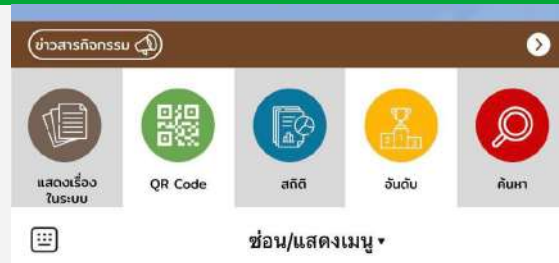 ข่าวสารกิจกรรม
แสดงเรื่อง
ในระบบ
QR Code
สถิติ
อันดับ
ค้นหา
ซ่อน/แสดงเมนู